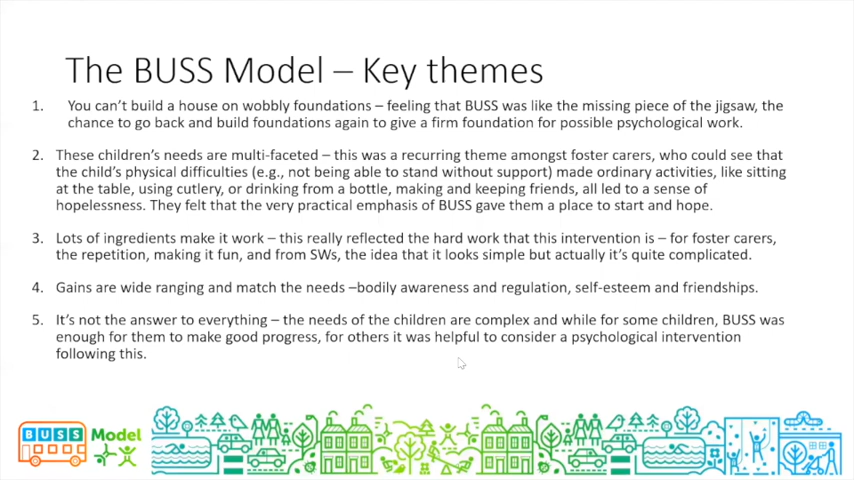 The BUSS Model – Key themes
1. You can't build a house on wobbly foundations – feeling that BUSS was like the missing piece of the jigsaw, the
chance to go back and build foundations again to give a firm foundation for possible psychological work.
2. These children's needs are multi-faceted – this was a recurring theme amongst foster carers, who could see that
the child's physical difficulties (e.g., not being able to stand without support) made ordinary activities, like sitting
at the table, using cutlery, or drinking from a bottle, making and keeping friends, all led to a sense of
hopelessness. They felt that the very practical emphasis of BUSS gave them a place to start and hope.
3. Lots of ingredients make it work – this really reflected the hard work that this intervention is – for foster carers,
the repetition, making it fun, and from SWs, the idea that it looks simple but actually it's quite complicated.
4. Gains are wide ranging and match the needs –bodily awareness and regulation, self-esteem and friendships.
5. It's not the answer to everything – the needs of the children are complex and while for some children, BUSS was
enough for them to make good progress, for others it was helpful to consider a psychological intervention
following this.
BUSS Model